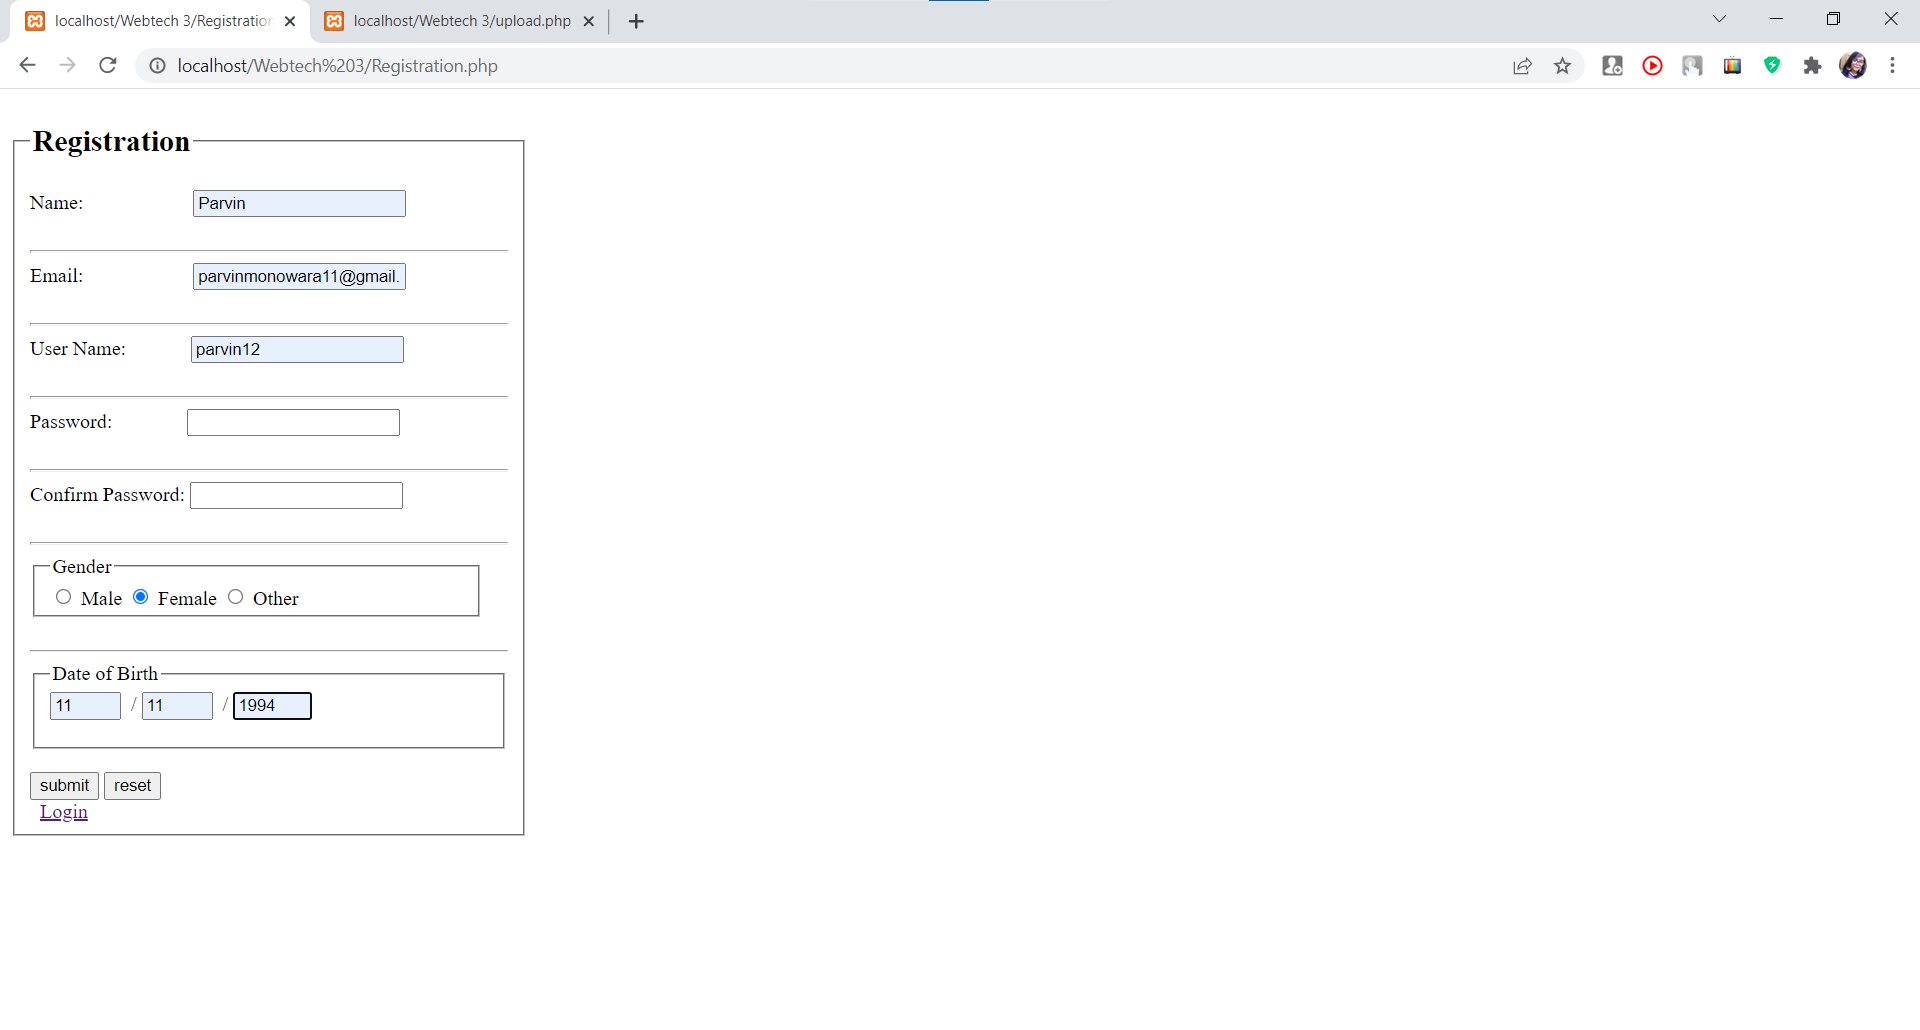 localhost/Webtech 3/Registration
localhost/Webtech 3/upload.php
localhost/Webtech%203/Registration.php
Registration
Name: Parvin
Email: parvinmonowara11@gmail.
User Name: parvin12
Password:
Confirm Password:
Gender
Male Female Other
Date of Birth
11 / 11 / 1994
submit reset
Login